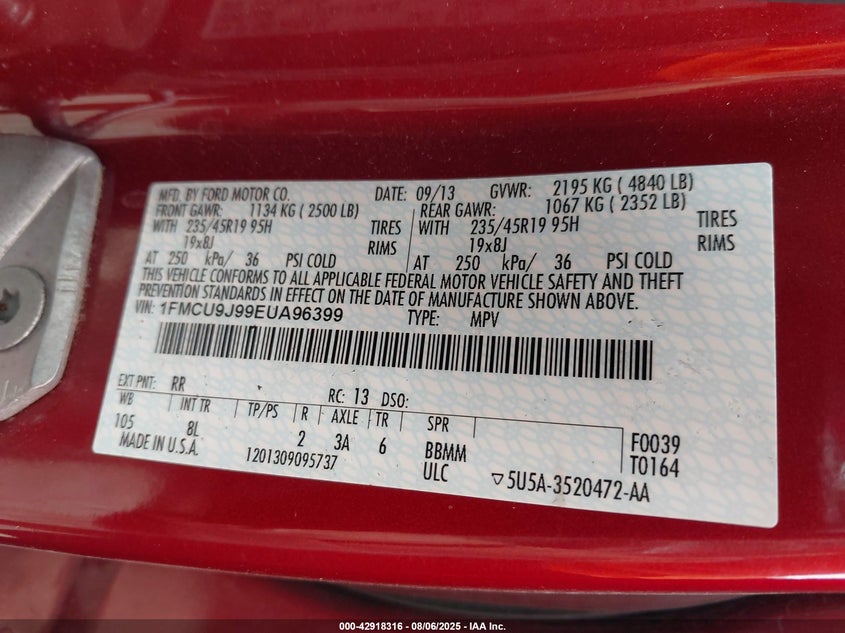 MFD. BY FORD MOTOR CO. DATE: 09/13 GVWR: 2195 KG ( 4840 LB)
FRONT GAWR: 1134 KG ( 2500 LB) REAR GAWR: 1067 KG ( 2352 LB)
WITH 235/45R19 95H TIRES WITH 235/45R19 95H TIRES
19x8J RIMS 19x8J RIMS
AT 250 kPa/ 36 PSI COLD AT 250 kPa/ 36 PSI COLD
THIS VEHICLE CONFORMS TO ALL APPLICABLE FEDERAL MOTOR VEHICLE SAFETY AND THEFT
PREVENTION STANDARDS IN EFFECT ON THE DATE OF MANUFACTURE SHOWN ABOVE.
VIN: 1FMCU9J99EUA96399 TYPE: MPV
EXT PNT: RR RC: 13 DSO:
WB INT TR TP/PS R AXLE TR SPR
105 8L 2 3A 6 BBMM F0039
MADE IN U.S.A. 1201309095737 ULC T0164
▽5U5A-3520472-AA
000-42918316 - 08/06/2025 - IAA Inc.